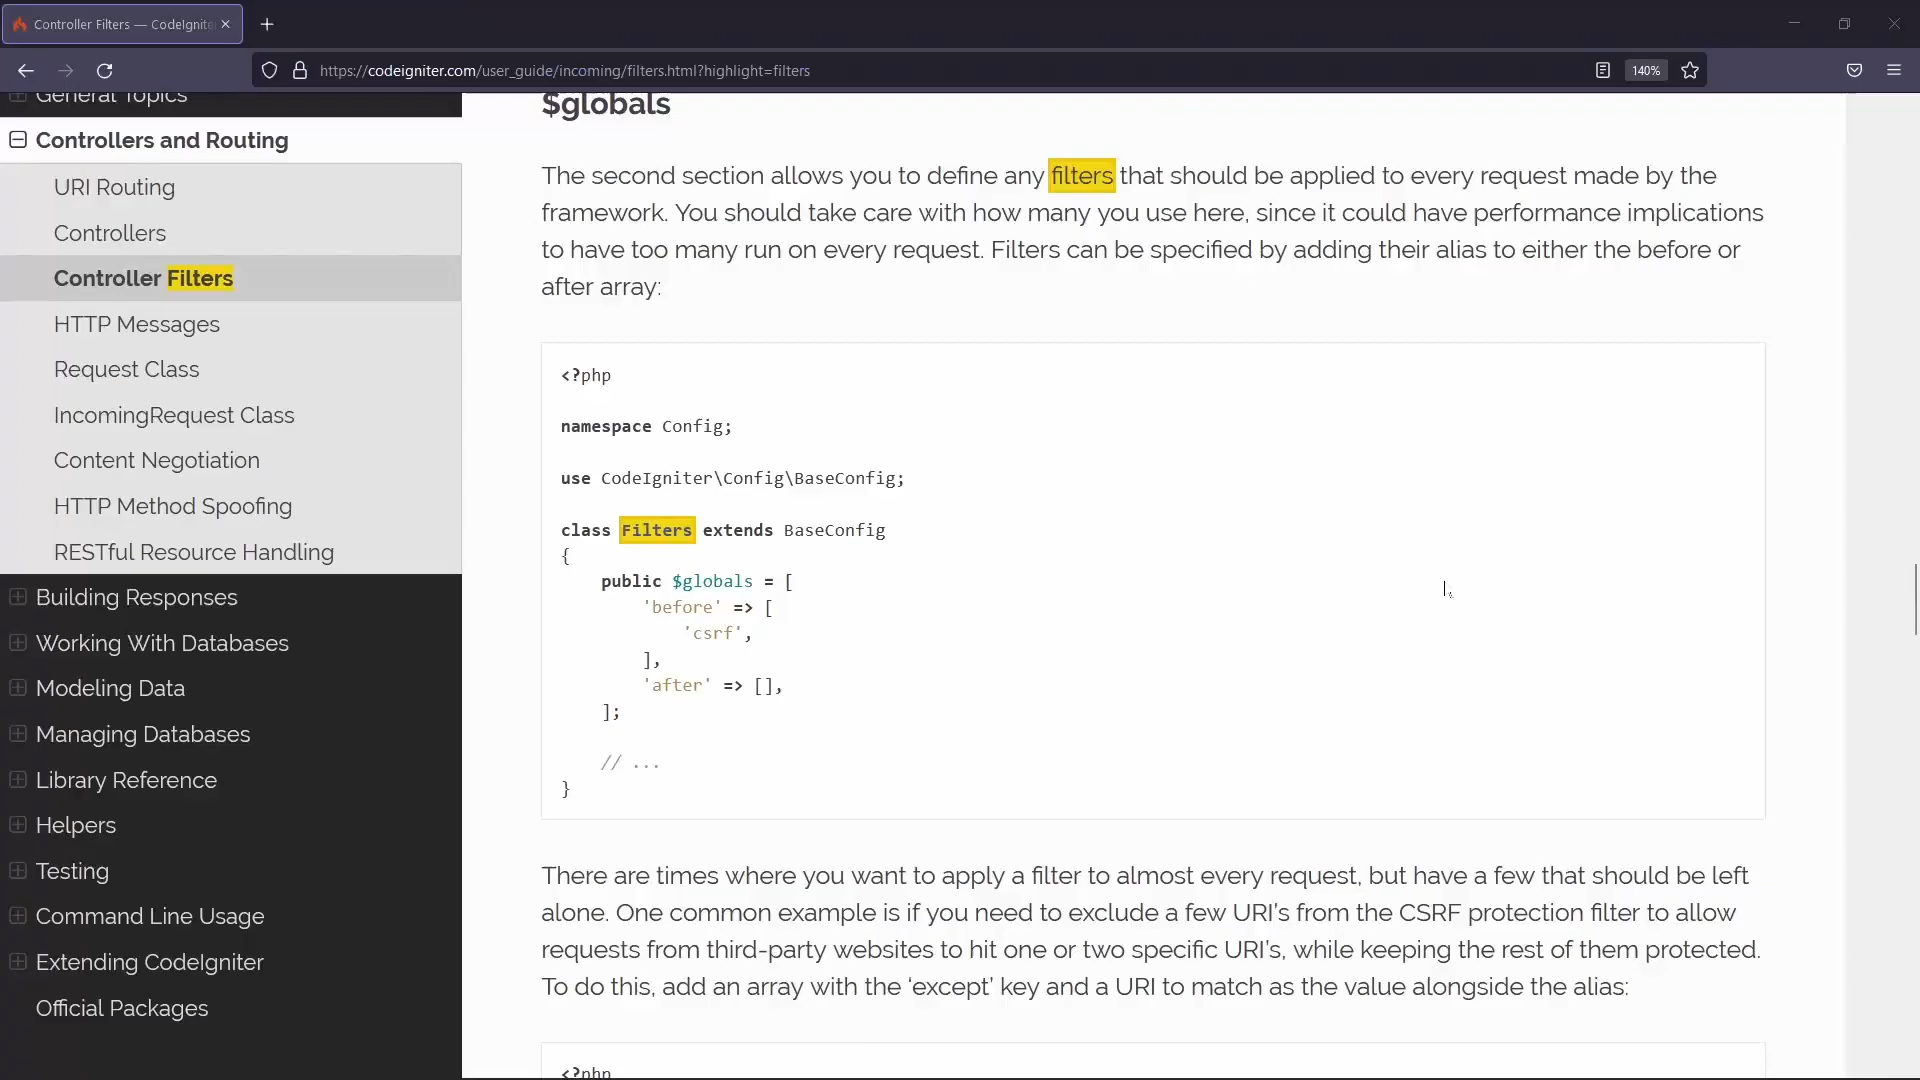 Controller Filters — CodeIgnite
https://codeigniter.com/user_guide/incoming/filters.html?highlight=filters
140%
General Topics
Controllers and Routing
URI Routing
Controllers
Controller Filters
HTTP Messages
Request Class
IncomingRequest Class
Content Negotiation
HTTP Method Spoofing
RESTful Resource Handling
Building Responses
Working With Databases
Modeling Data
Managing Databases
Library Reference
Helpers
Testing
Command Line Usage
Extending CodeIgniter
Official Packages
$globals
The second section allows you to define any filters that should be applied to every request made by the
framework. You should take care with how many you use here, since it could have performance implications
to have too many run on every request. Filters can be specified by adding their alias to either the before or
after array:
<?php
namespace Config;
use CodeIgniter\Config\BaseConfig;
class Filters extends BaseConfig
{
    public $globals = [
        'before' => [
            'csrf',
        ],
        'after' => [],
    ];
    // ...
}
There are times where you want to apply a filter to almost every request, but have a few that should be left
alone. One common example is if you need to exclude a few URI’s from the CSRF protection filter to allow
requests from third-party websites to hit one or two specific URI’s, while keeping the rest of them protected.
To do this, add an array with the ‘except’ key and a URI to match as the value alongside the alias:
<?php